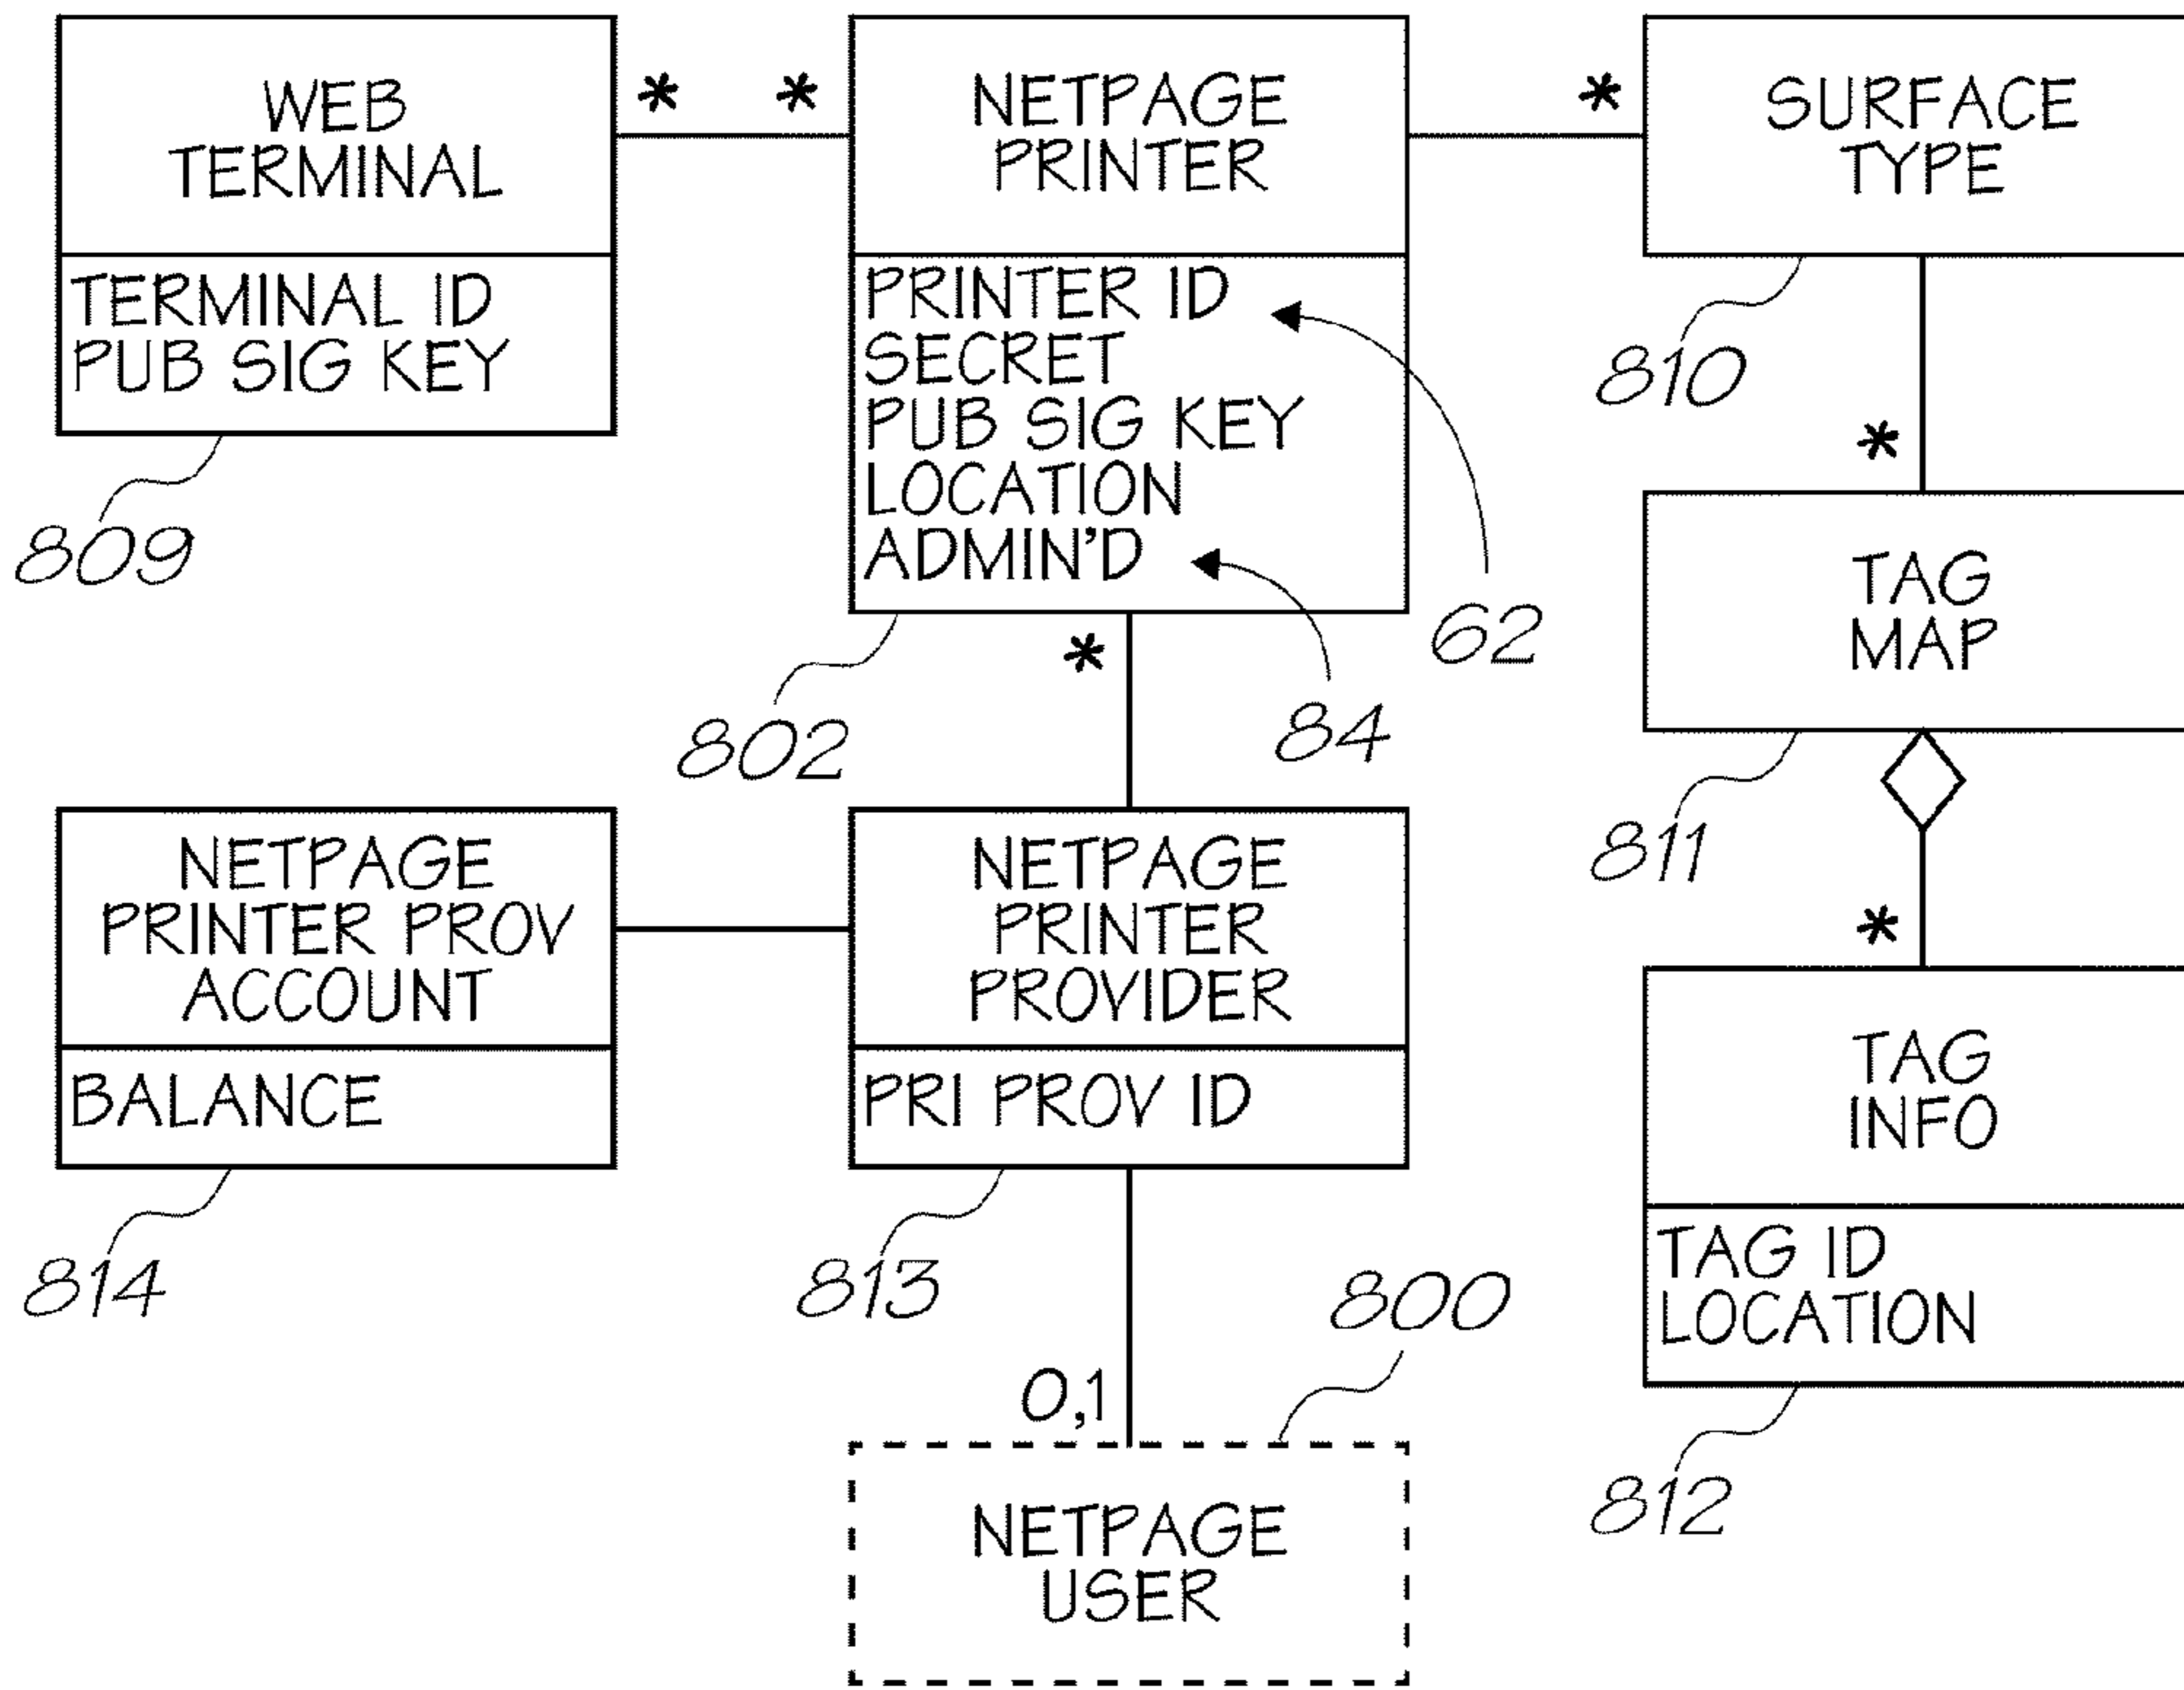 WEB
TERMINAL
TERMINAL ID
PUB SIG KEY
809
*
*
NETPAGE
PRINTER
PRINTER ID
SECRET
PUB SIG KEY
LOCATION
ADMIN'D
62
84
802
*
*
SURFACE
TYPE
810
*
TAG
MAP
811
*
TAG
INFO
TAG ID
LOCATION
812
NETPAGE
PRINTER PROV
ACCOUNT
BALANCE
814
NETPAGE
PRINTER
PROVIDER
PRI PROV ID
813
800
0,1
NETPAGE
USER